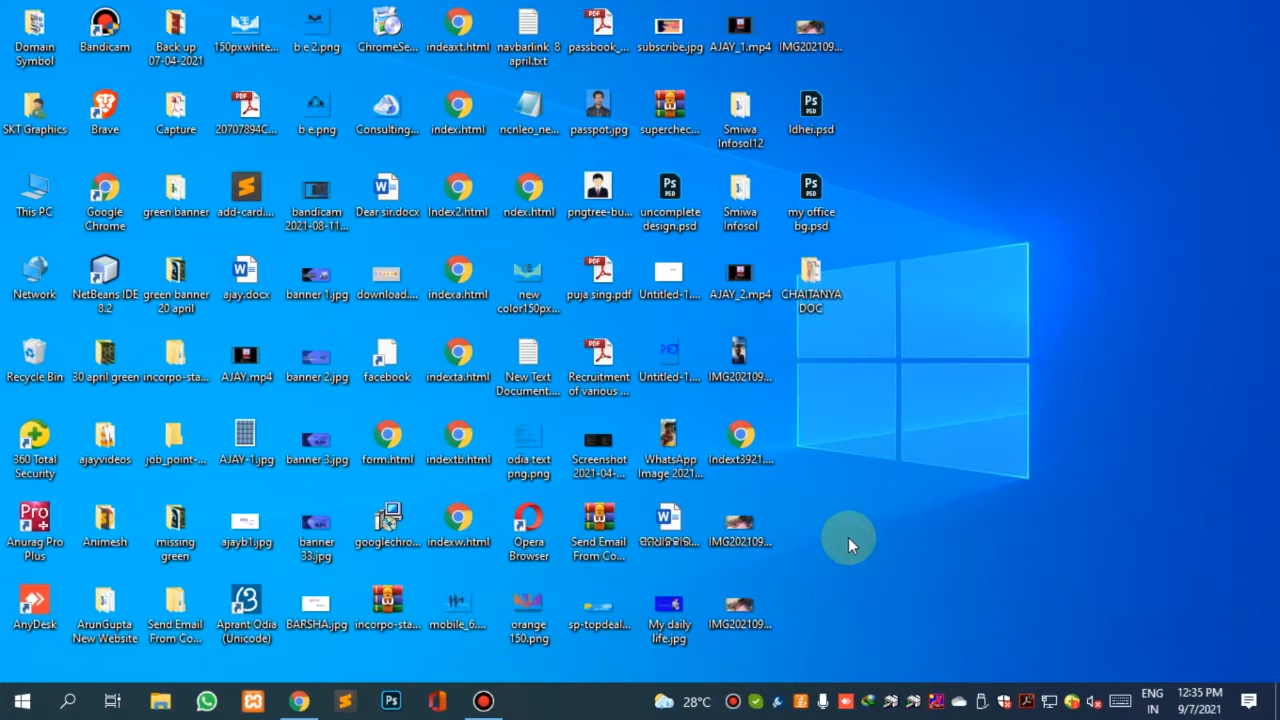 Domain
Symbol
Bandicam
Back up
07-04-2021
150pxwhite...
b e 2.png
ChromeSe...
indeaxt.html
navbarlink 8
april.txt
passbook_...
subscribe.jpg
AJAY_1.mp4
IMG202109...
SKT Graphics
Brave
Capture
20707894C...
b e.png
Consulting...
index.html
ncnleo_ne...
passpot.jpg
superchec...
Smiwa
Infosol12
Idhei.psd
This PC
Google
Chrome
green banner
add-card....
bandicam
2021-08-11...
Dear sir.docx
Index2.html
ndex.html
pngtree-bu...
uncomplete
design.psd
Smiwa
Infosol
my office
bg.psd
Network
NetBeans IDE
8.2
green banner
20 april
ajay.docx
banner 1.jpg
download....
indexa.html
new
color150px...
puja sing.pdf
Untitled-1....
AJAY_2.mp4
CHAITANYA
DOC
Recycle Bin
30 april green
incorpo-sta...
AJAY.mp4
banner 2.jpg
facebook
indexta.html
New Text
Document....
Recruitment
of various ...
Untitled-1....
IMG202109...
360 Total
Security
ajayvideos
job_point-...
AJAY-1.jpg
banner 3.jpg
form.html
indextb.html
odia text
png.png
Screenshot
2021-04-...
WhatsApp
Image 2021...
Indext3921....
Anurag Pro
Plus
Animesh
missing
green
ajayb1.jpg
banner
33.jpg
googlechro...
indexw.html
Opera
Browser
Send Email
From Co...
IMG202109...
AnyDesk
ArunGupta
New Website
Send Email
From Co...
Aprant Odia
(Unicode)
BARSHA.jpg
incorpo-sta...
mobile_6....
orange
150.png
sp-topdeal...
My daily
life.jpg
IMG202109...
28°C
ENG
IN
12:35 PM
9/7/2021